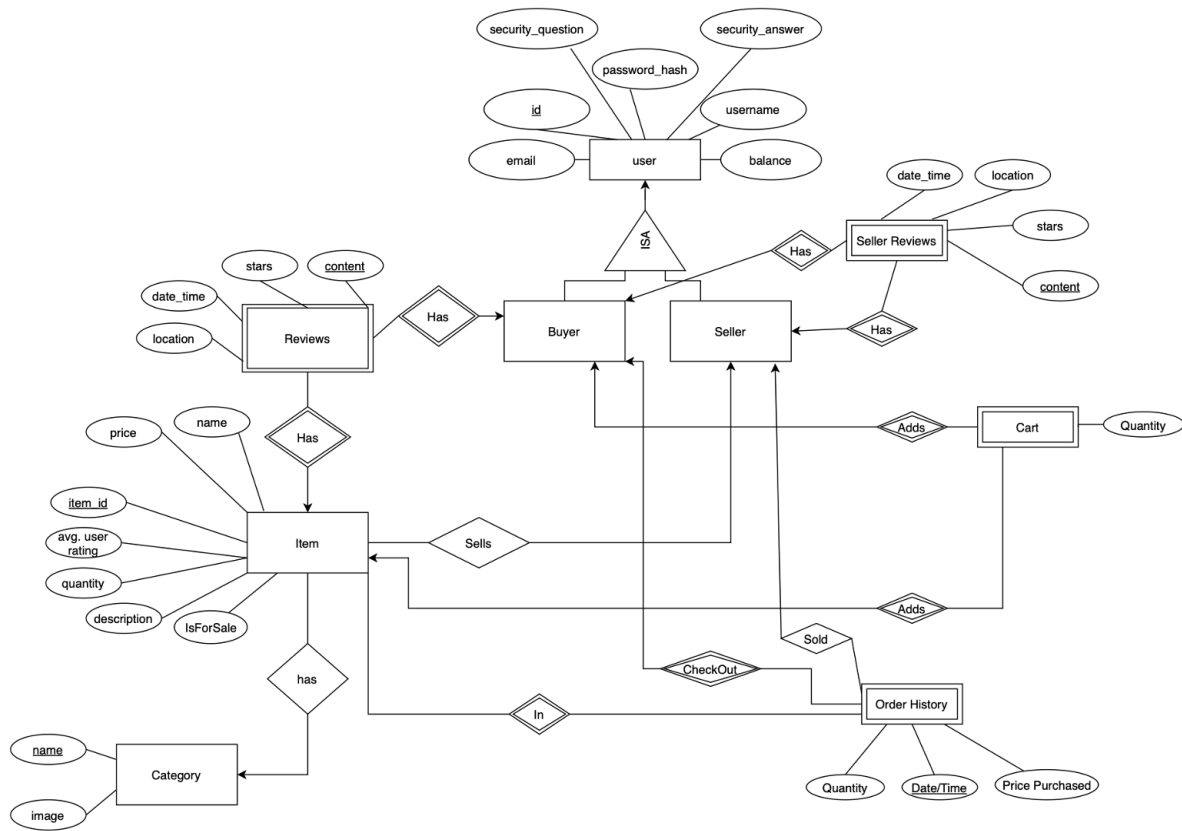 security_question
security_answer
password_hash
id
username
email
user
balance
date_time
location
ISA
Seller Reviews
stars
Has
content
stars
content
date_time
Reviews
location
Has
Buyer
Seller
Has
Has
price
name
Adds
Cart
Quantity
item_id
avg. user
rating
Item
Sells
quantity
description
IsForSale
Adds
Sold
has
CheckOut
In
Order History
name
Category
image
Quantity
Date/Time
Price Purchased